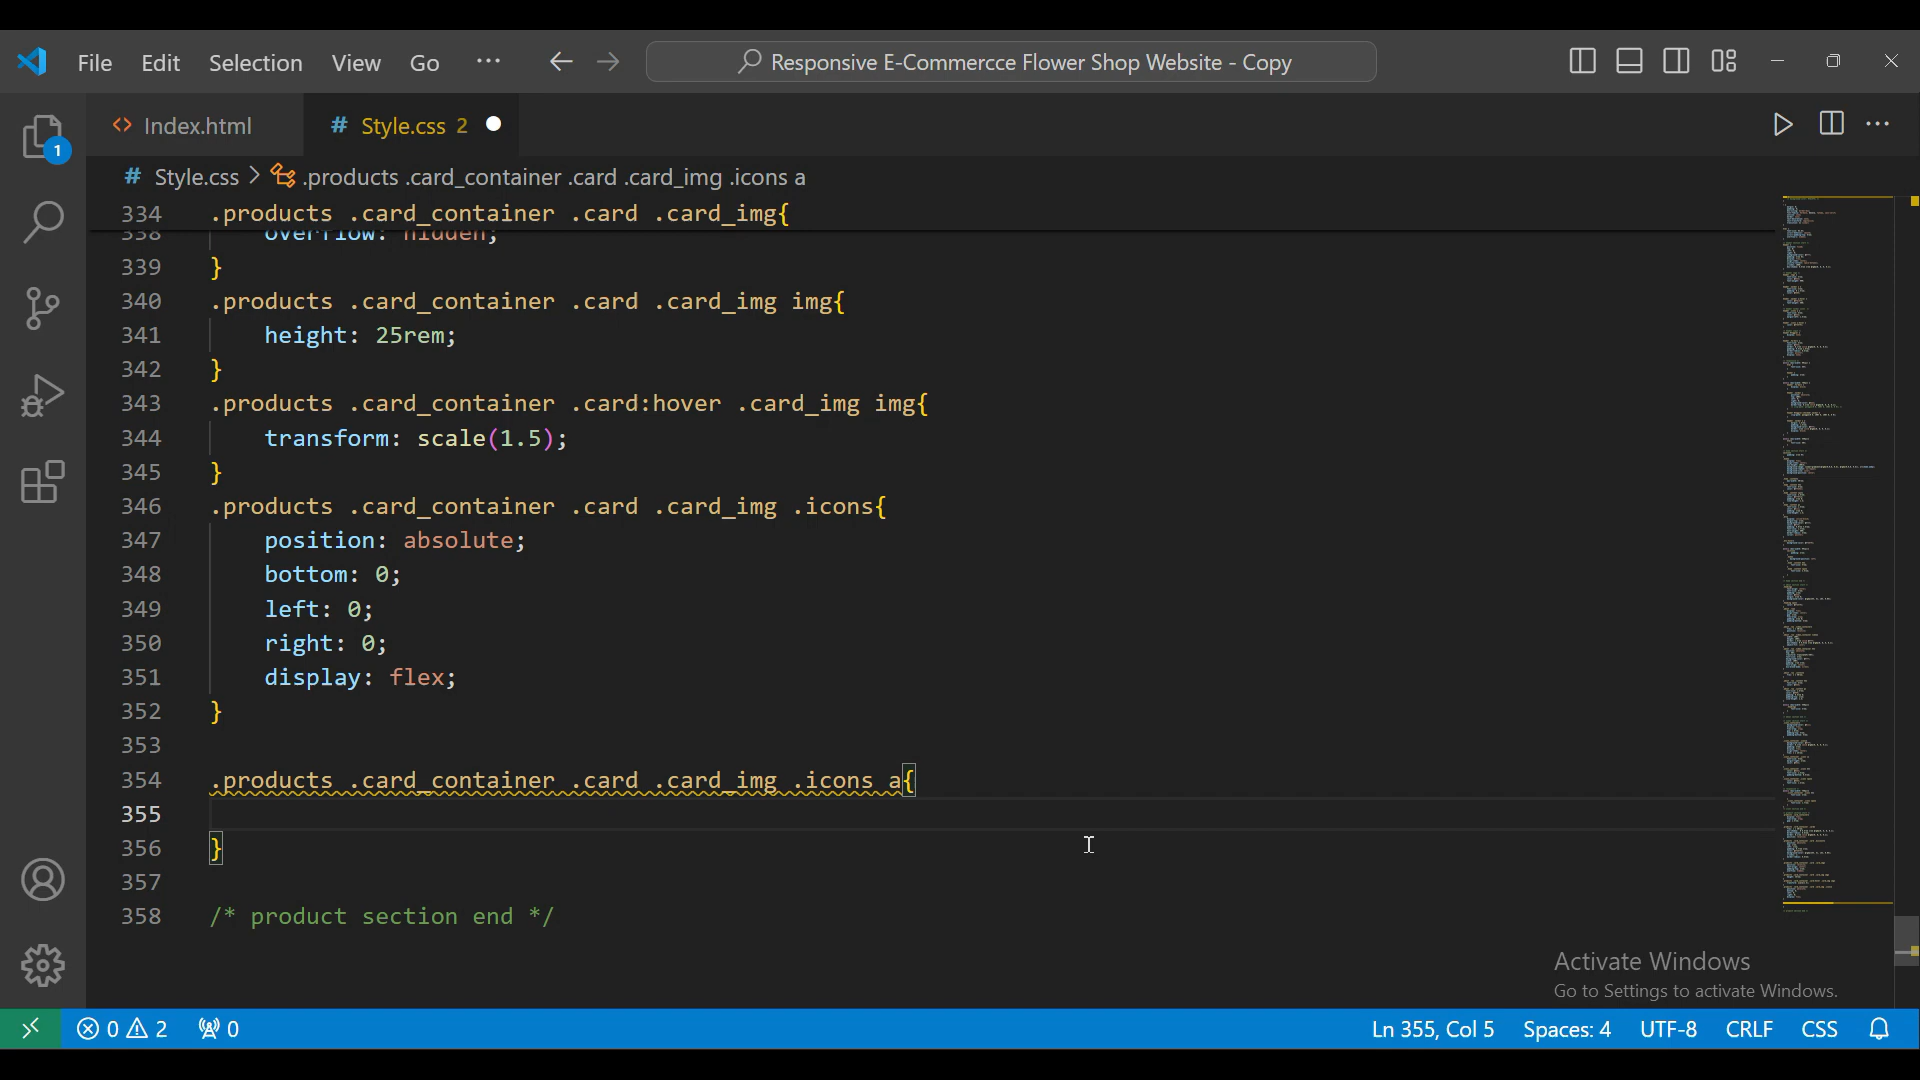 File Edit Selection View Go ··· Responsive E-Commercce Flower Shop Website - Copy
Index.html # Style.css 2
1
# Style.css > .products .card_container .card .card_img .icons a
334 .products .card_container .card .card_img{
338 overflow: hidden;
339 }
340 .products .card_container .card .card_img img{
341 height: 25rem;
342 }
343 .products .card_container .card:hover .card_img img{
344 transform: scale(1.5);
345 }
346 .products .card_container .card .card_img .icons{
347 position: absolute;
348 bottom: 0;
349 left: 0;
350 right: 0;
351 display: flex;
352 }
353
354 .products .card_container .card .card_img .icons a{
355
356 }
357
358 /* product section end */
Activate Windows
Go to Settings to activate Windows.
0 2 0 Ln 355, Col 5 Spaces: 4 UTF-8 CRLF CSS